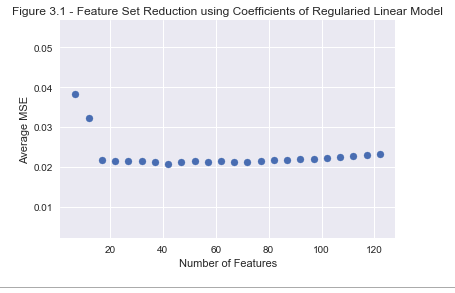 Figure 3.1 - Feature Set Reduction using Coefficients of Regularied Linear Model
0.05
0.04
0.03
0.02
0.01
Average MSE
20 40 60 80 100 120
Number of Features